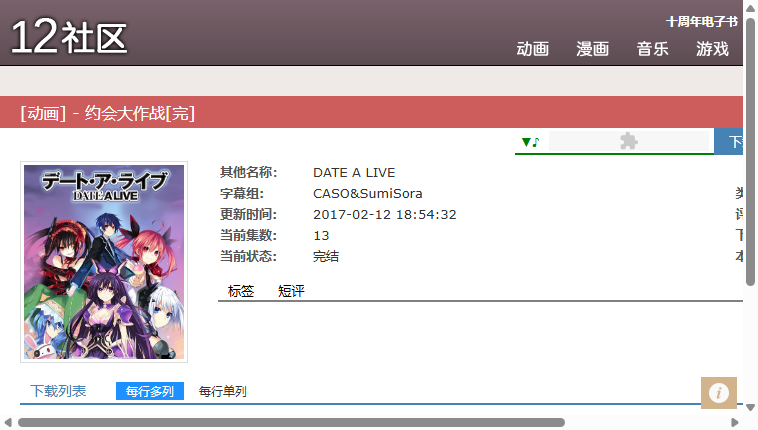 12社区
十周年电子书
动画 漫画 音乐 游戏
[动画] - 约会大作战[完]
▼♪
デート・ア・ライブ
DATE A LIVE
其他名称: DATE A LIVE
字幕组: CASO&SumiSora
更新时间: 2017-02-12 18:54:32
当前集数: 13
当前状态: 完结
标签 短评
下载列表 每行多列 每行单列
i